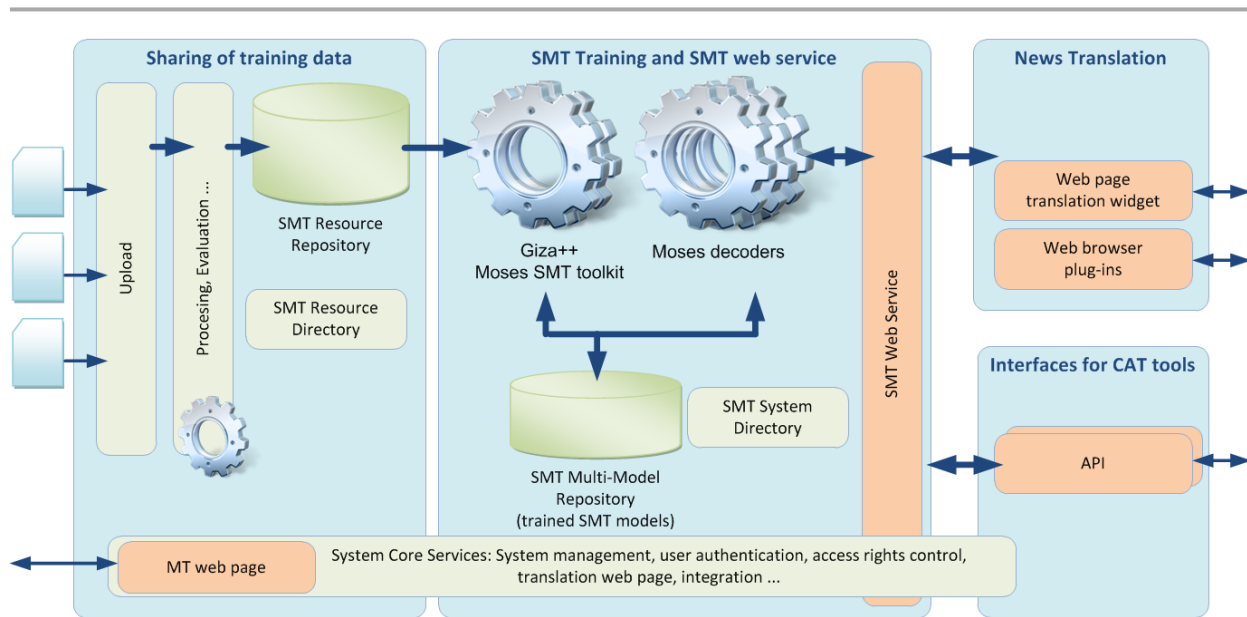 Sharing of training data
Upload
Procesing, Evaluation ...
SMT Resource
Repository
SMT Resource
Directory
SMT Training and SMT web service
Giza++
Moses SMT toolkit
Moses decoders
SMT Multi-Model
Repository
(trained SMT models)
SMT System
Directory
SMT Web Service
News Translation
Web page
translation widget
Web browser
plug-ins
Interfaces for CAT tools
API
MT web page
System Core Services: System management, user authentication, access rights control,
translation web page, integration ...